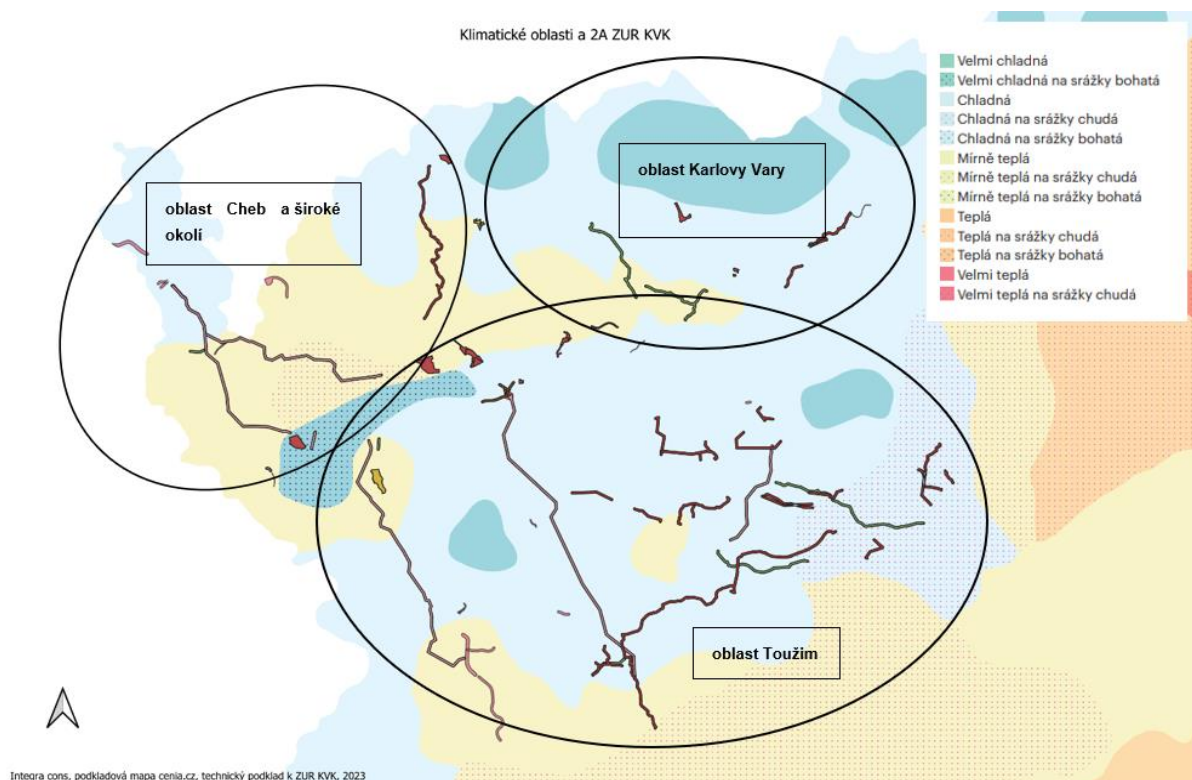 Klimatické oblasti a 2A ZUR KVK
Velmi chladná
Velmi chladná na srážky bohatá
Chladná
Chladná na srážky chudá
Chladná na srážky bohatá
Mírně teplá
Mírně teplá na srážky chudá
Mírně teplá na srážky bohatá
Teplá
Teplá na srážky chudá
Teplá na srážky bohatá
Velmi teplá
Velmi teplá na srážky chudá
oblast Karlovy Vary
oblast Cheb a široké
okolí
oblast Toužim
Integra cons, podkladová mapa cenia.cz, technický podklad k ZUR KVK, 2023